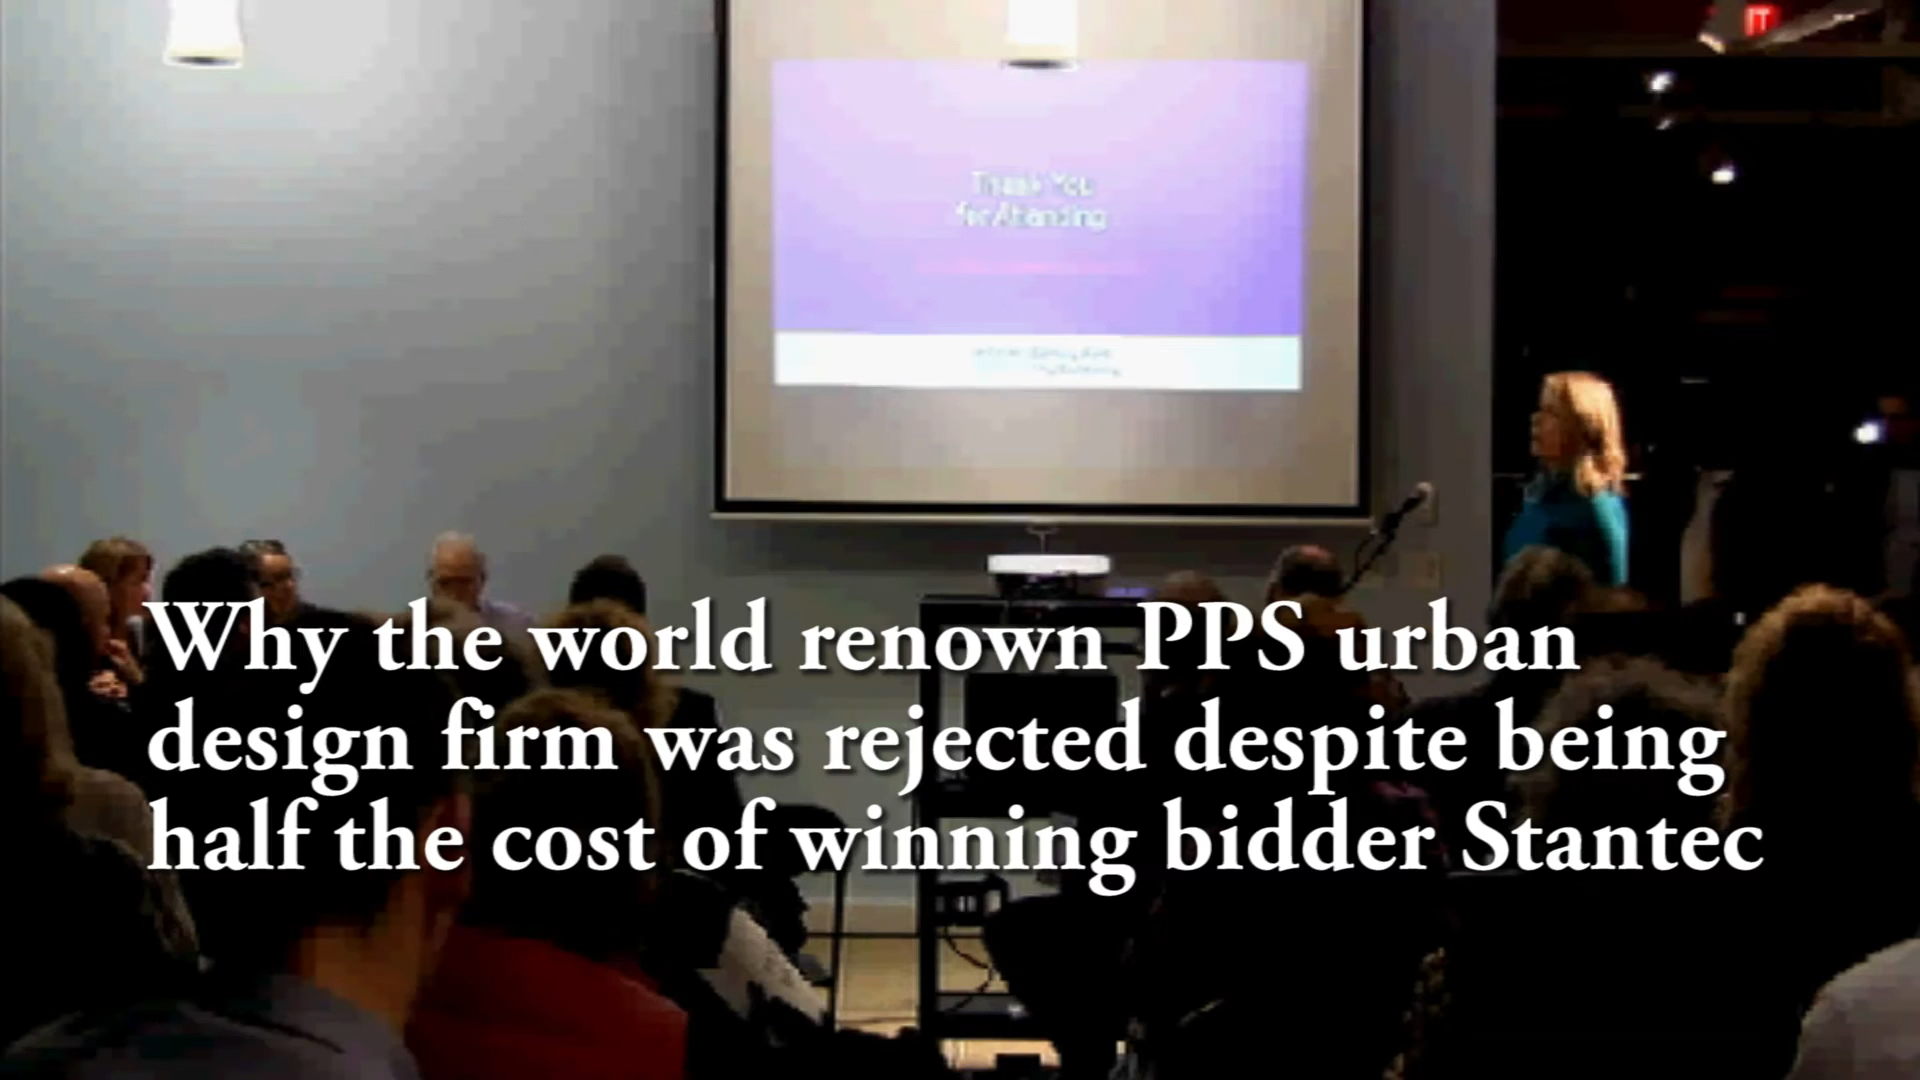 IT
Thank You
for Attending
Why the world renown PPS urban
design firm was rejected despite being
half the cost of winning bidder Stantec